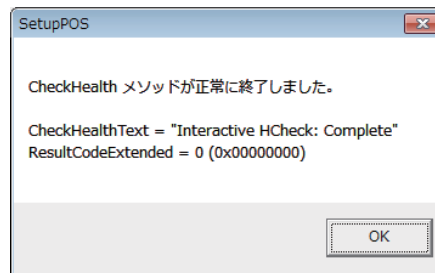 SetupPOS
CheckHealth メソッドが正常に終了しました。
CheckHealthText = "Interactive HCheck: Complete"
ResultCodeExtended = 0 (0x00000000)
OK